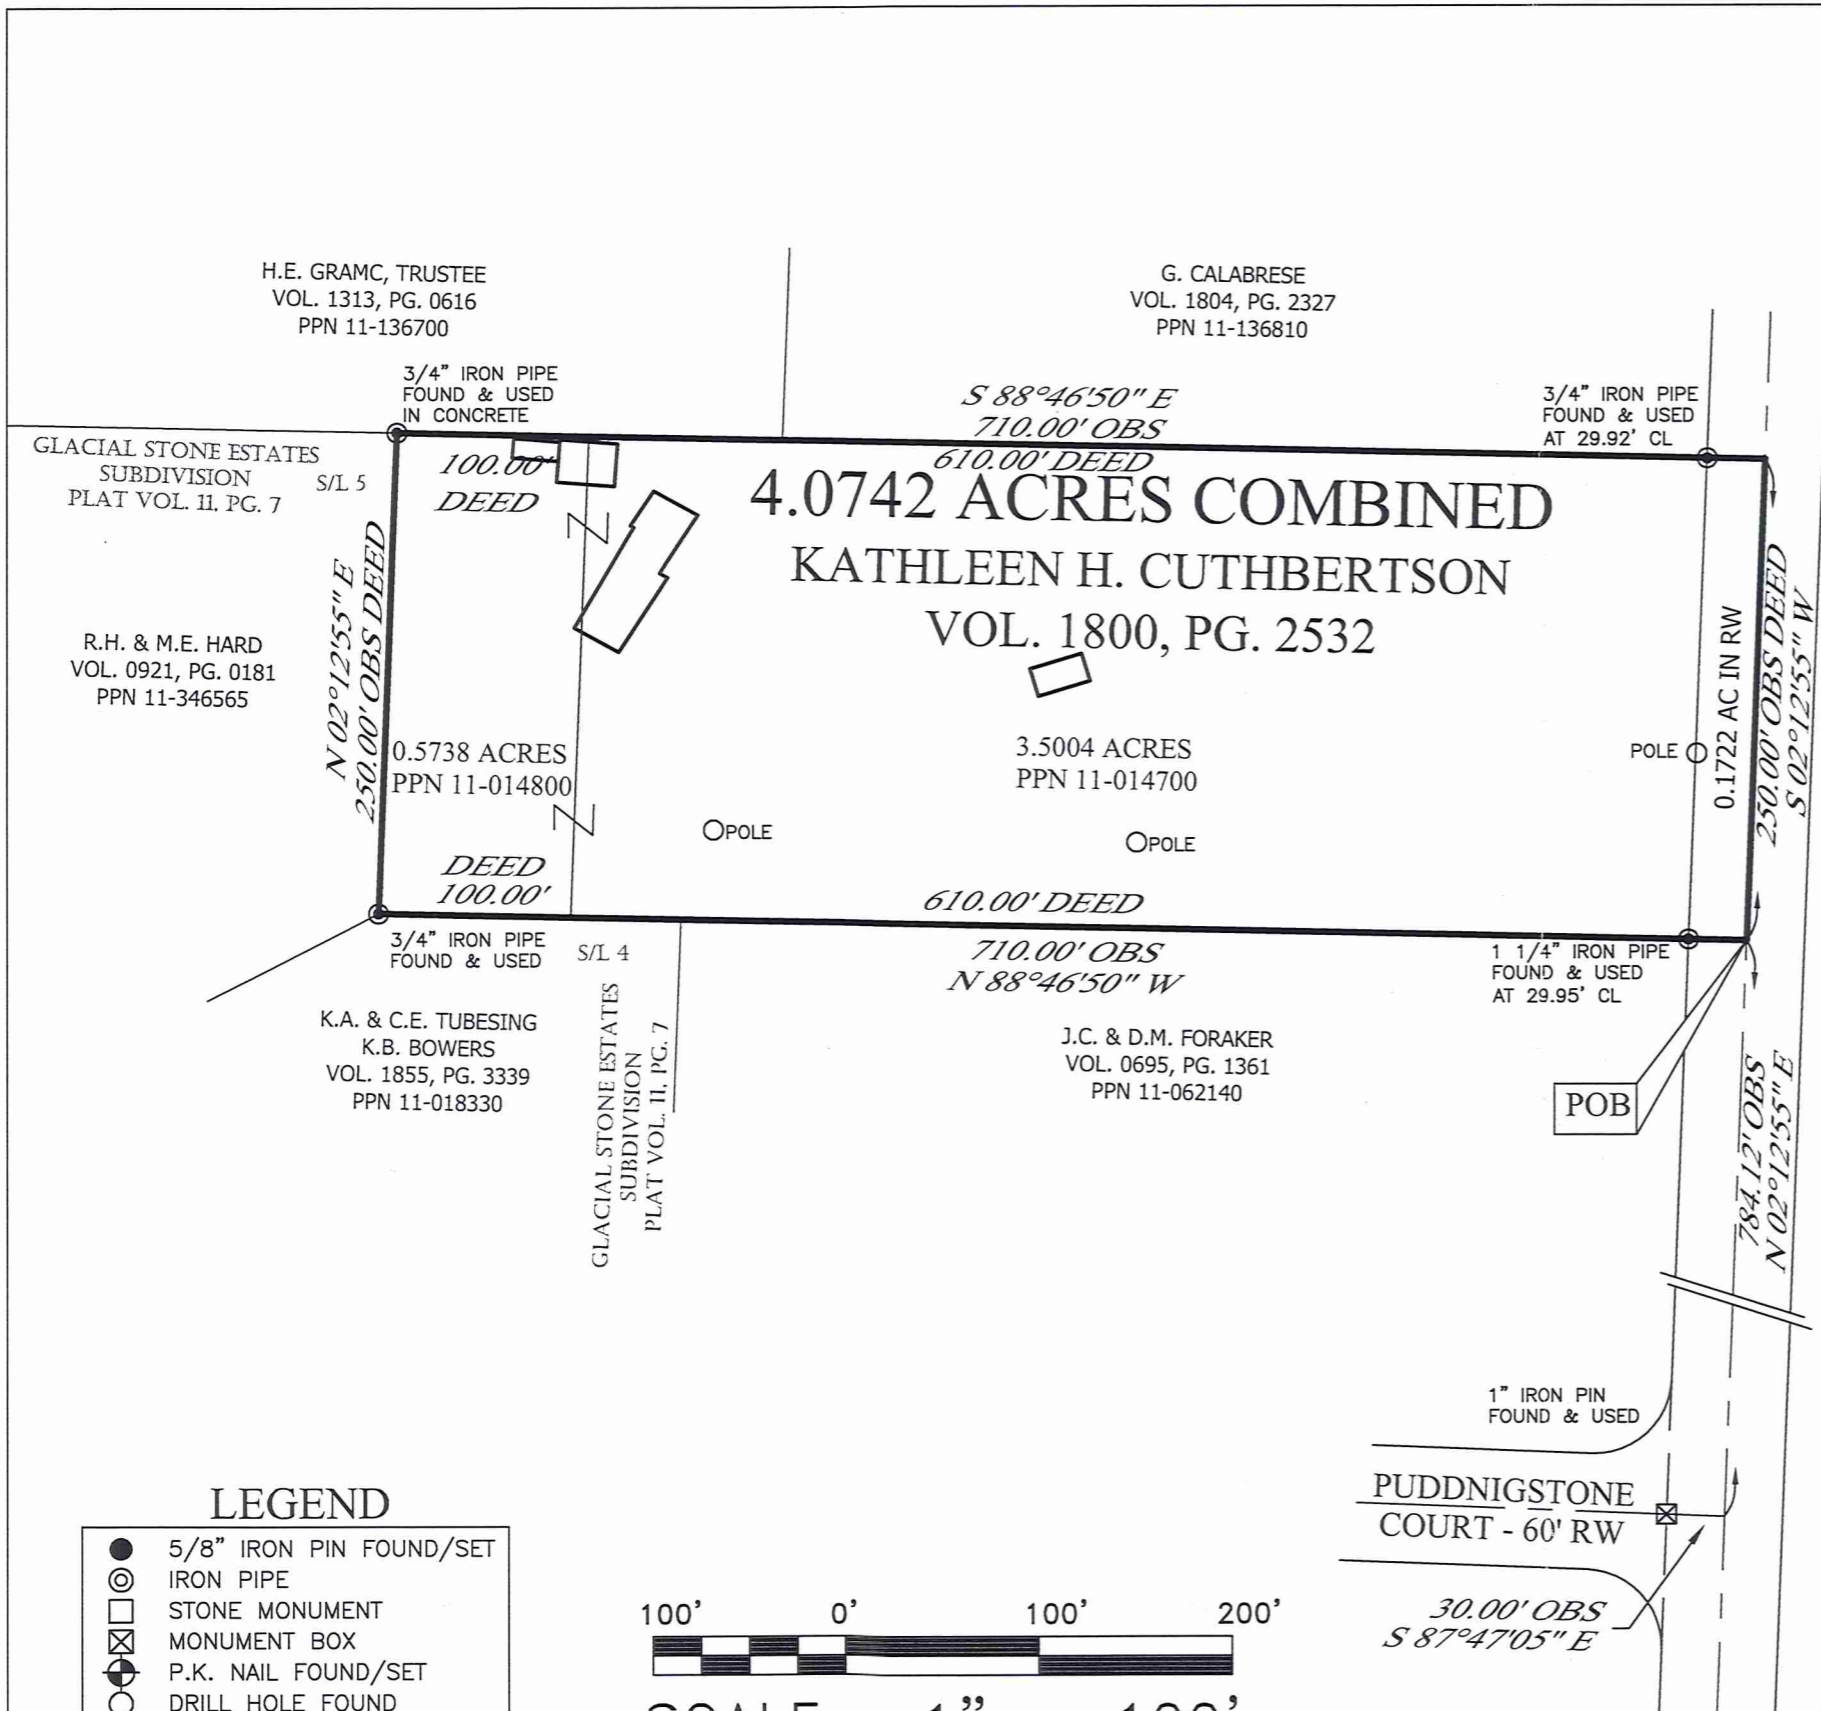 H.E. GRAMC, TRUSTEE
VOL. 1313, PG. 0616
PPN 11-136700
G. CALABRESE
VOL. 1804, PG. 2327
PPN 11-136810
3/4" IRON PIPE
FOUND & USED
IN CONCRETE
S 88°46'50" E
710.00' OBS
610.00' DEED
3/4" IRON PIPE
FOUND & USED
AT 29.92' CL
GLACIAL STONE ESTATES
SUBDIVISION
PLAT VOL. 11, PG. 7
S/L 5
100.00'
DEED
4.0742 ACRES COMBINED
KATHLEEN H. CUTHBERTSON
VOL. 1800, PG. 2532
N 02°12'55" E
250.00' OBS DEED
R.H. & M.E. HARD
VOL. 0921, PG. 0181
PPN 11-346565
0.5738 ACRES
PPN 11-014800
3.5004 ACRES
PPN 11-014700
POLE
0.1722 AC IN RW
250.00' OBS DEED
S 02°12'55" W
POLE
POLE
DEED
100.00'
610.00' DEED
710.00' OBS
N 88°46'50" W
3/4" IRON PIPE
FOUND & USED
S/L 4
1 1/4" IRON PIPE
FOUND & USED
AT 29.95' CL
K.A. & C.E. TUBESING
K.B. BOWERS
VOL. 1855, PG. 3339
PPN 11-018330
GLACIAL STONE ESTATES
SUBDIVISION
PLAT VOL. 11, PG. 7
J.C. & D.M. FORAKER
VOL. 0695, PG. 1361
PPN 11-062140
POB
784.12' OBS
N 02°12'55" E
1" IRON PIN
FOUND & USED
PUDDNIGSTONE
COURT - 60' RW
30.00' OBS
S 87°47'05" E
LEGEND
5/8" IRON PIN FOUND/SET
IRON PIPE
STONE MONUMENT
MONUMENT BOX
P.K. NAIL FOUND/SET
DRILL HOLE FOUND
100' 0' 100' 200'
SCALE 1" 100'